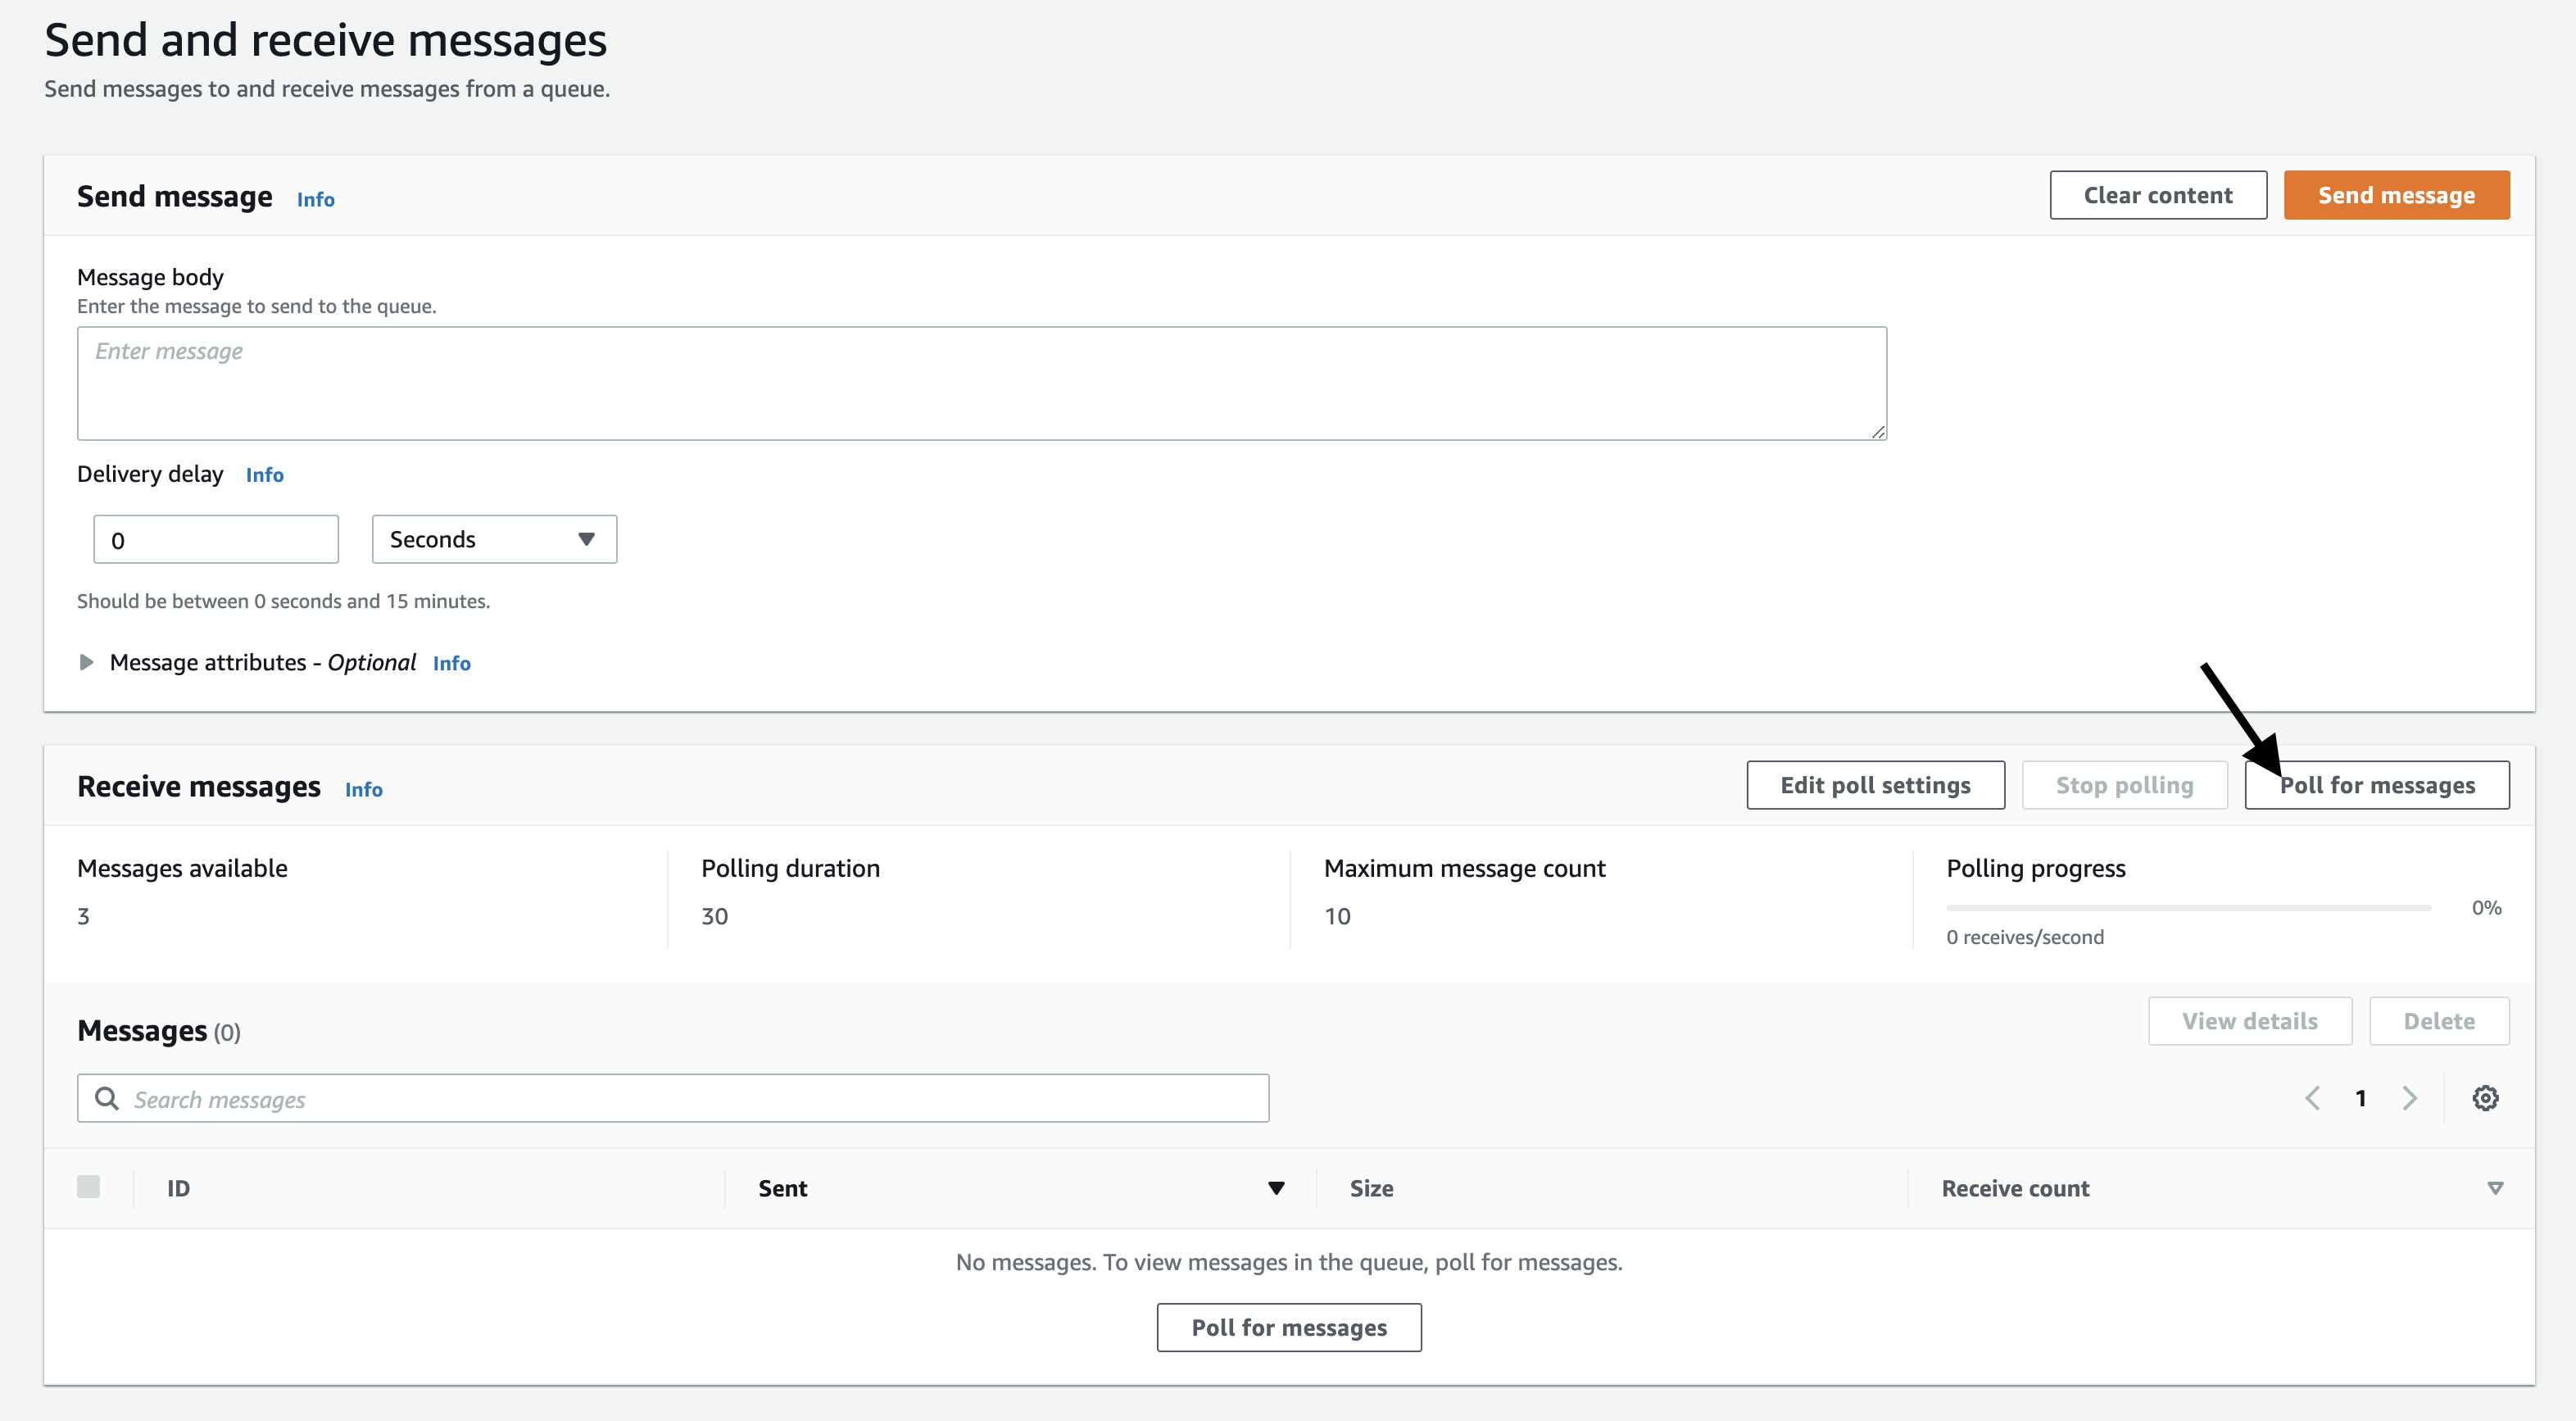 Send and receive messages
Send messages to and receive messages from a queue.
Send message Info
Clear content
Send message
Message body
Enter the message to send to the queue.
Enter message
Delivery delay Info
0
Seconds
Should be between 0 seconds and 15 minutes.
Message attributes - Optional Info
Receive messages Info
Edit poll settings
Stop polling
Poll for messages
Messages available
3
Polling duration
30
Maximum message count
10
Polling progress
0%
0 receives/second
Messages (0)
View details
Delete
Search messages
1
ID
Sent
Size
Receive count
No messages. To view messages in the queue, poll for messages.
Poll for messages